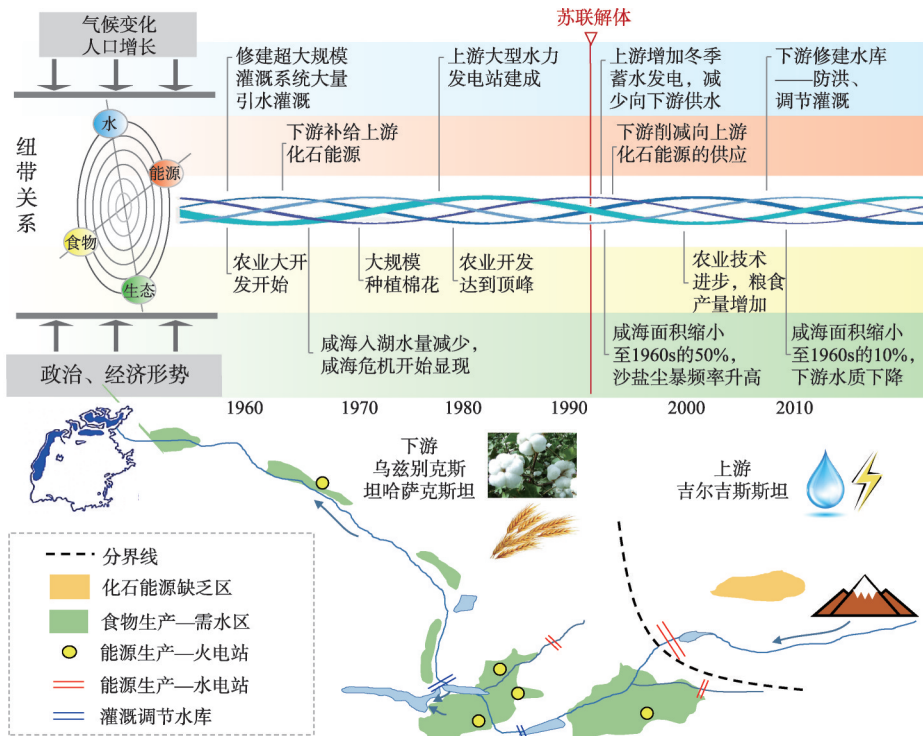 苏联解体
气候变化
人口增长
修建超大规模
灌溉系统大量
引水灌溉
上游大型水力
发电站建成
上游增加冬季
蓄水发电，减
少向下游供水
下游修建水库
——防洪、
调节灌溉
下游补给上游
化石能源
下游削减向上游
化石能源的供应
纽带关系
水
能源
食物
生态
农业大开
发开始
大规模
种植棉花
农业开发
达到顶峰
农业技术
进步，粮食
产量增加
咸海入湖水量减少，
咸海危机开始显现
咸海面积缩小
至1960s的50%，
沙盐尘暴频率升高
咸海面积缩小
至1960s的10%，
下游水质下降
政治、经济形势
1960
1970
1980
1990
2000
2010
下游
乌兹别克斯
坦哈萨克斯坦
上游
吉尔吉斯斯坦
分界线
化石能源缺乏区
食物生产—需水区
能源生产—火电站
能源生产—水电站
灌溉调节水库